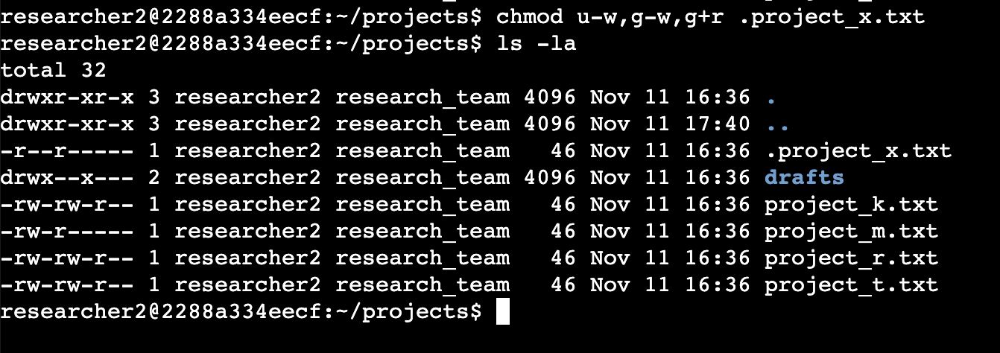 researcher2@2288a334eecf:~/projects$ chmod u-w,g-w,g+r .project_x.txt
researcher2@2288a334eecf:~/projects$ ls -la
total 32
drwxr-xr-x 3 researcher2 research_team 4096 Nov 11 16:36 .
drwxr-xr-x 3 researcher2 research_team 4096 Nov 11 17:40 ..
-r--r----- 1 researcher2 research_team   46 Nov 11 16:36 .project_x.txt
drwx--x--- 2 researcher2 research_team 4096 Nov 11 16:36 drafts
-rw-rw-r-- 1 researcher2 research_team   46 Nov 11 16:36 project_k.txt
-rw-r----- 1 researcher2 research_team   46 Nov 11 16:36 project_m.txt
-rw-rw-r-- 1 researcher2 research_team   46 Nov 11 16:36 project_r.txt
-rw-rw-r-- 1 researcher2 research_team   46 Nov 11 16:36 project_t.txt
researcher2@2288a334eecf:~/projects$